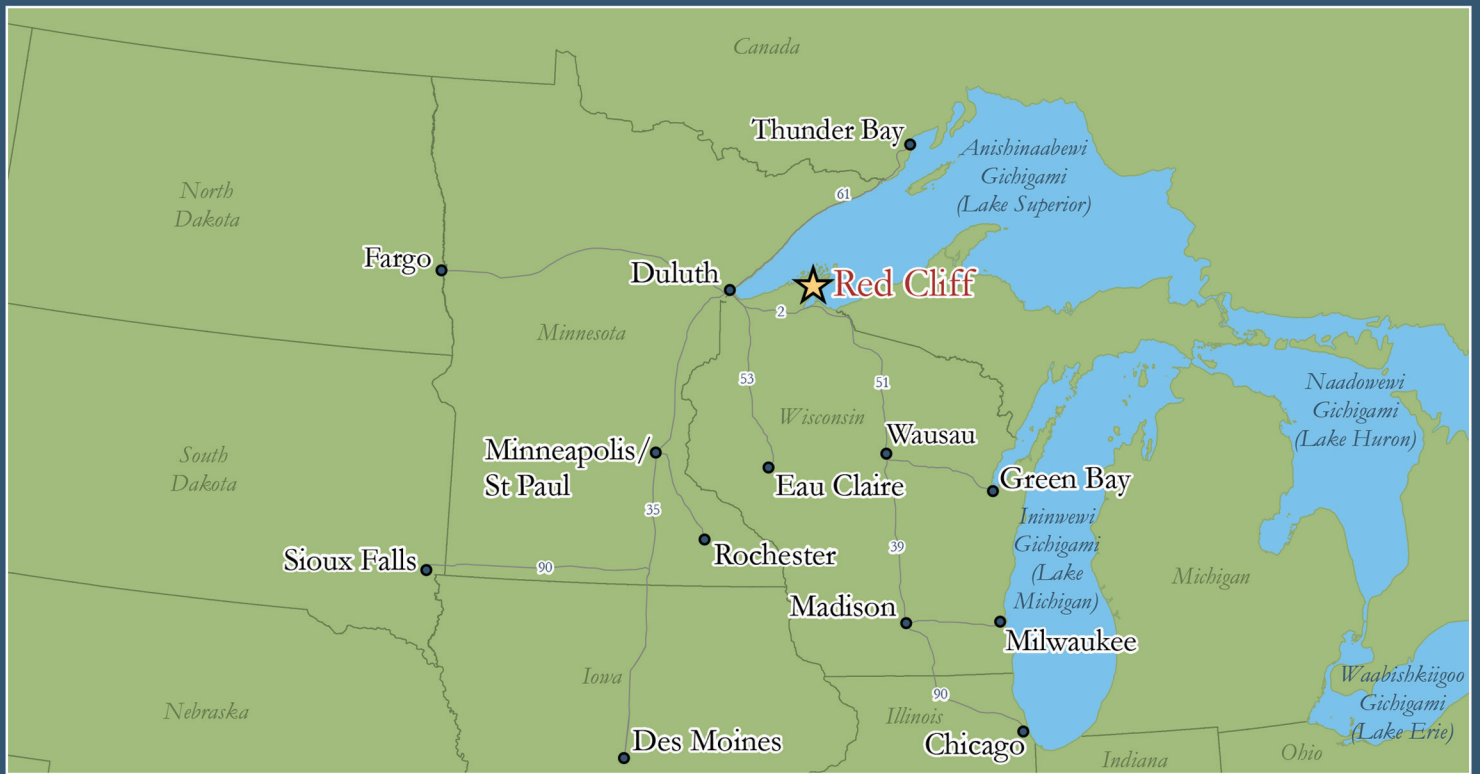 Canada
Thunder Bay
Anishinaabewi
Gichigami
(Lake Superior)
North
Dakota
61
Fargo
Duluth
Red Cliff
2
Minnesota
53
51
Naadowewi
Gichigami
(Lake Huron)
Wisconsin
Wausau
Minneapolis/
St Paul
South
Dakota
Eau Claire
Green Bay
35
Ininwewi
Gichigami
(Lake
Michigan)
39
Rochester
Sioux Falls
90
Michigan
Madison
Milwaukee
Iowa
Waabishkiigoo
Gichigami
(Lake Erie)
90
Nebraska
Illinois
Des Moines
Chicago
Indiana
Ohio